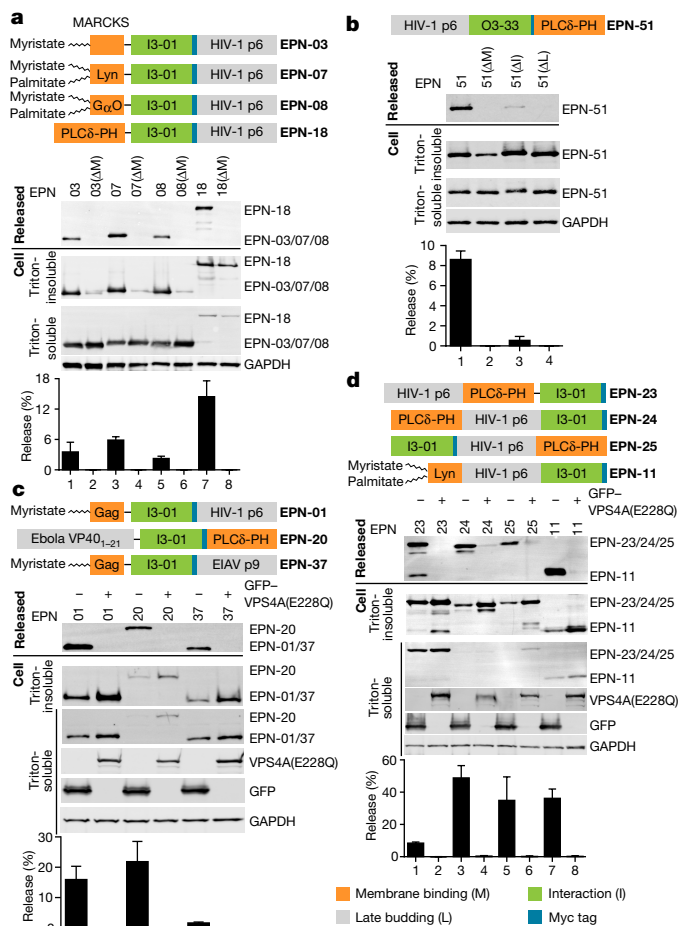 a
MARCKS
Myristate I3-01 HIV-1 p6 EPN-03
Myristate
Palmitate Lyn I3-01 HIV-1 p6 EPN-07
Myristate
Palmitate GαO I3-01 HIV-1 p6 EPN-08
PLCδ-PH I3-01 HIV-1 p6 EPN-18
EPN 03 03(ΔM) 07 07(ΔM) 08 08(ΔM) 18 18(ΔM)
Released
EPN-18
EPN-03/07/08
Cell
Triton-insoluble
EPN-18
EPN-03/07/08
Triton-soluble
EPN-18
EPN-03/07/08
GAPDH
Release (%)
18
12
6
0
1 2 3 4 5 6 7 8
b
HIV-1 p6 O3-33 PLCδ-PH EPN-51
EPN 51 51(ΔM) 51(ΔI) 51(ΔL)
Released
EPN-51
Cell
Triton-insoluble
EPN-51
Triton-soluble
EPN-51
GAPDH
Release (%)
10
8
6
4
2
0
1 2 3 4
c
Myristate Gag I3-01 HIV-1 p6 EPN-01
Ebola VP40₁₋₂₁ I3-01 PLCδ-PH EPN-20
Myristate Gag I3-01 EIAV p9 EPN-37
– + – + – + GFP–
VPS4A(E228Q)
EPN 01 01 20 20 37 37
Released
EPN-20
EPN-01/37
Cell
Triton-insoluble
EPN-20
EPN-01/37
Triton-soluble
EPN-20
EPN-01/37
VPS4A(E228Q)
GFP
GAPDH
Release (%)
30
20
10
d
HIV-1 p6 PLCδ-PH I3-01 EPN-23
PLCδ-PH HIV-1 p6 I3-01 EPN-24
I3-01 HIV-1 p6 PLCδ-PH EPN-25
Myristate
Palmitate Lyn HIV-1 p6 I3-01 EPN-11
– + – + – + – + GFP–
VPS4A(E228Q)
EPN 23 23 24 24 25 25 11 11
Released
EPN-23/24/25
EPN-11
Cell
Triton-insoluble
EPN-23/24/25
EPN-11
Triton-soluble
EPN-23/24/25
EPN-11
VPS4A(E228Q)
GFP
GAPDH
Release (%)
60
40
20
0
1 2 3 4 5 6 7 8
Membrane binding (M) Interaction (I)
Late budding (L) Myc tag